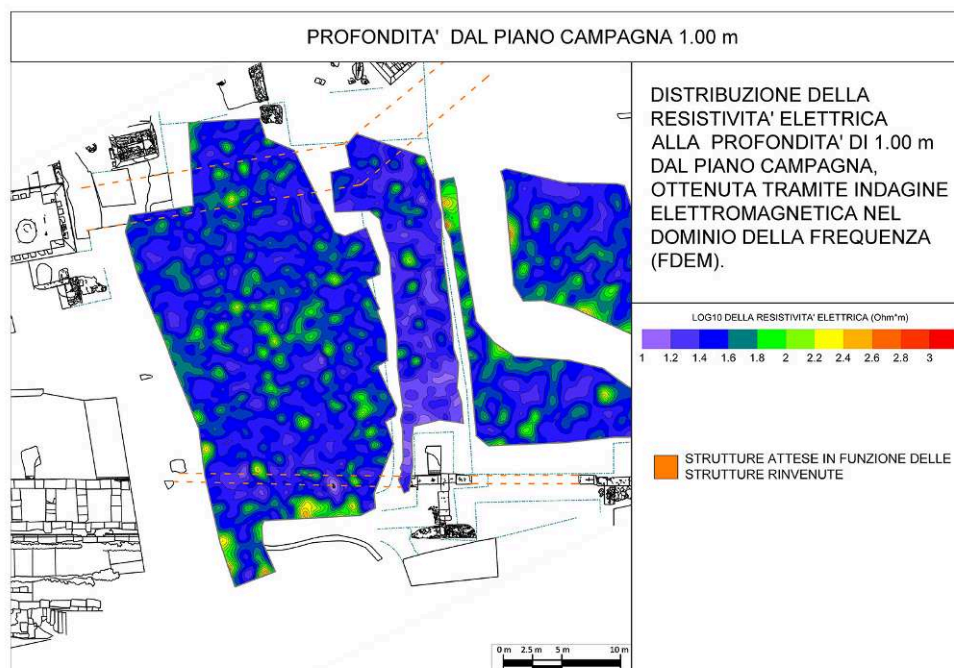 PROFONDITA' DAL PIANO CAMPAGNA 1.00 m
DISTRIBUZIONE DELLA
RESISTIVITA' ELETTRICA
ALLA PROFONDITA' DI 1.00 m
DAL PIANO CAMPAGNA,
OTTENUTA TRAMITE INDAGINE
ELETTROMAGNETICA NEL
DOMINIO DELLA FREQUENZA
(FDEM).
LOG10 DELLA RESISTIVITA' ELETTRICA (Ohm*m)
1 1.2 1.4 1.6 1.8 2 2.2 2.4 2.6 2.8 3
STRUTTURE ATTESE IN FUNZIONE DELLE
STRUTTURE RINVENUTE
0 m 2.5 m 5 m 10 m